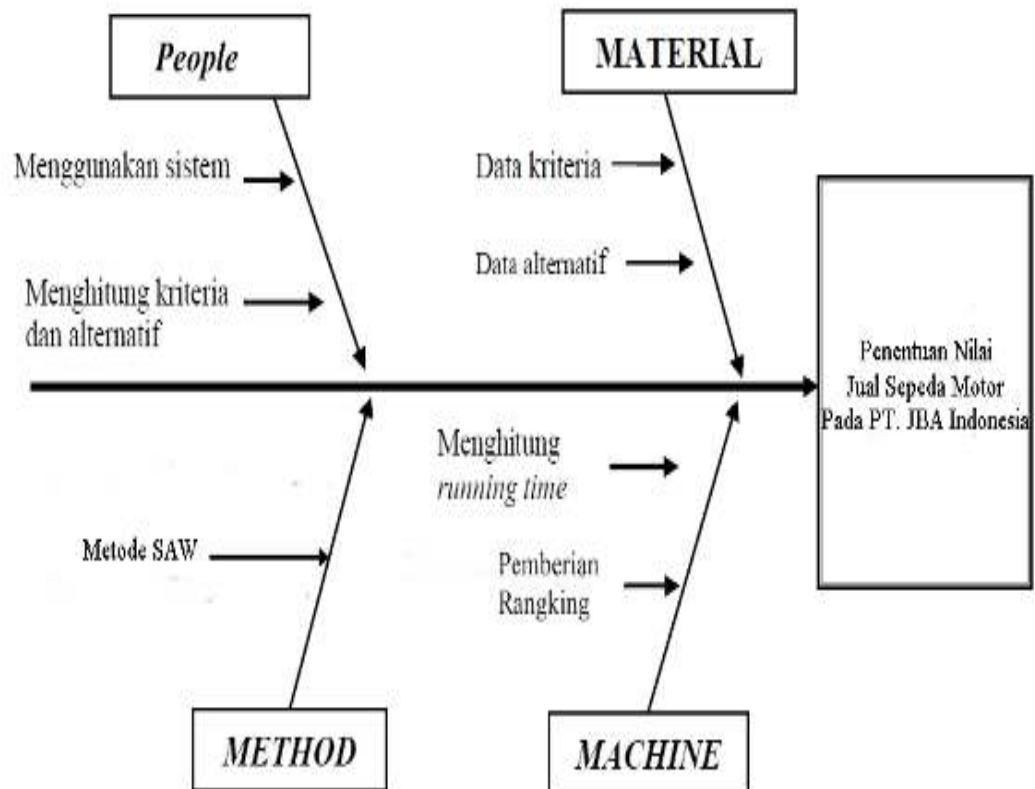 People
MATERIAL
Menggunakan sistem
Data kriteria
Data alternatif
Menghitung kriteria
dan alternatif
Penentuan Nilai
Jual Sepeda Motor
Pada PT. JBA Indonesia
Menghitung
running time
Metode SAW
Pemberian
Rangking
METHOD
MACHINE